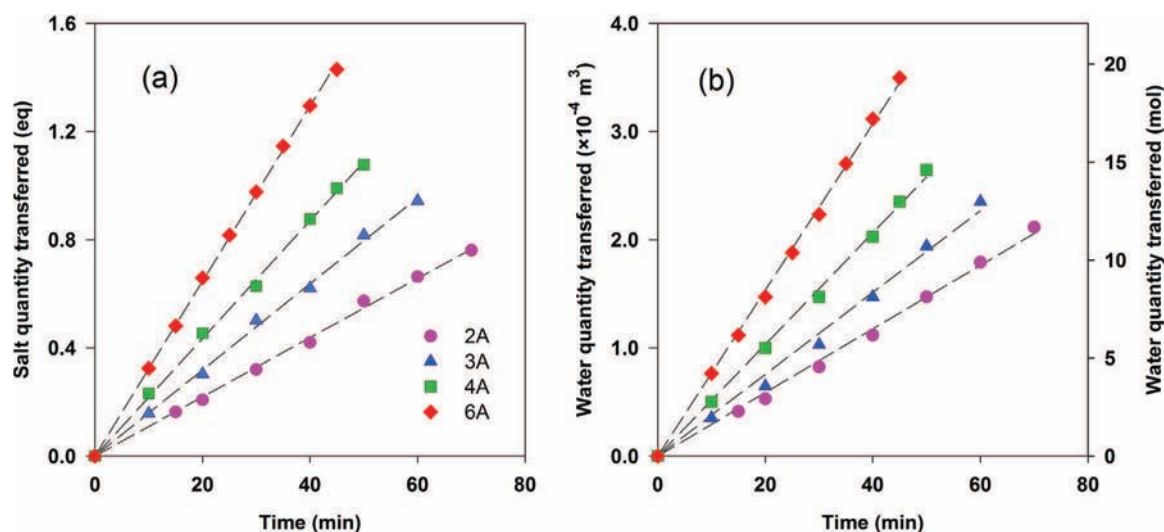 (a)
Salt quantity transferred (eq)
1.6
1.2
0.8
0.4
0.0
0 20 40 60 80
Time (min)
2A
3A
4A
6A
(b)
Water quantity transferred (×10⁻⁴ m³)
4.0
3.0
2.0
1.0
0.0
0 20 40 60 80
Time (min)
20
15
10
5
0
Water quantity transferred (mol)